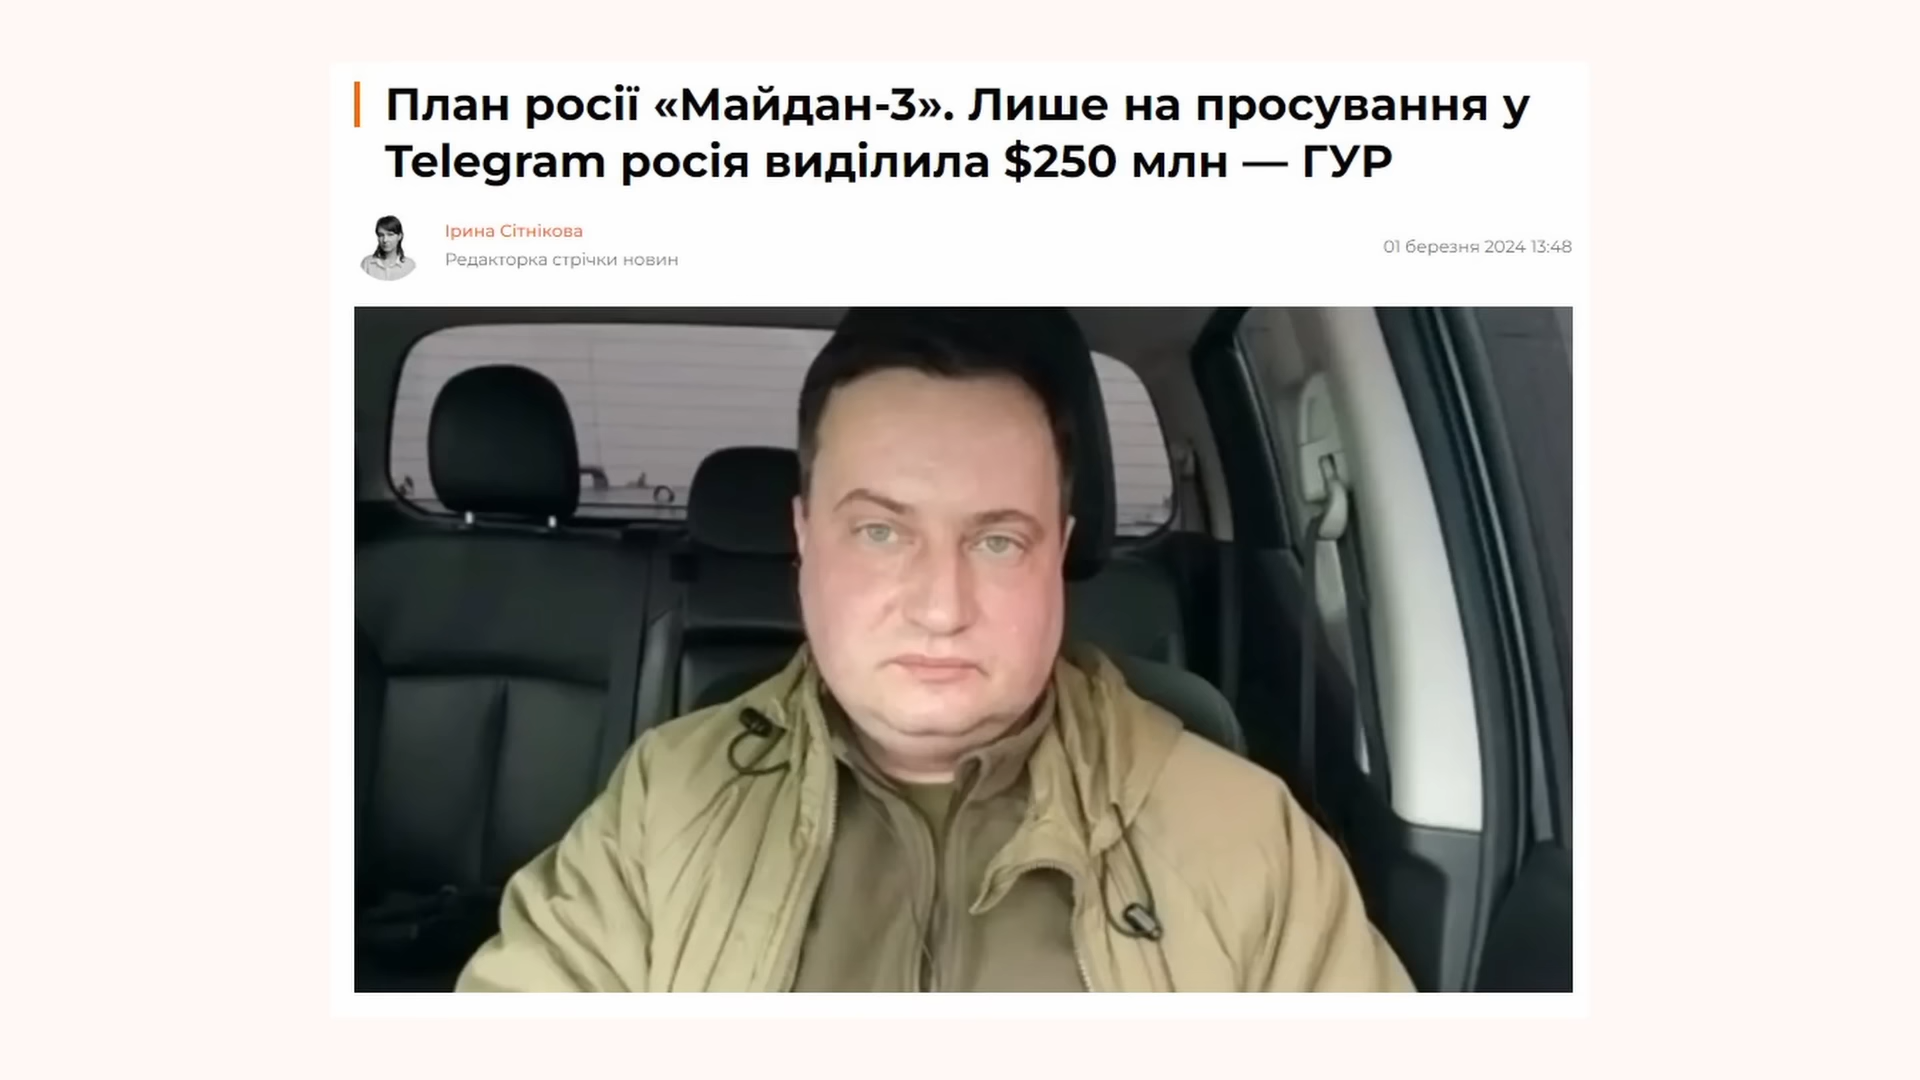 План росії «Майдан-3». Лише на просування у
Telegram росія виділила $250 млн — ГУР
Ірина Сітнікова
Редакторка стрічки новин
01 березня 2024 13:48